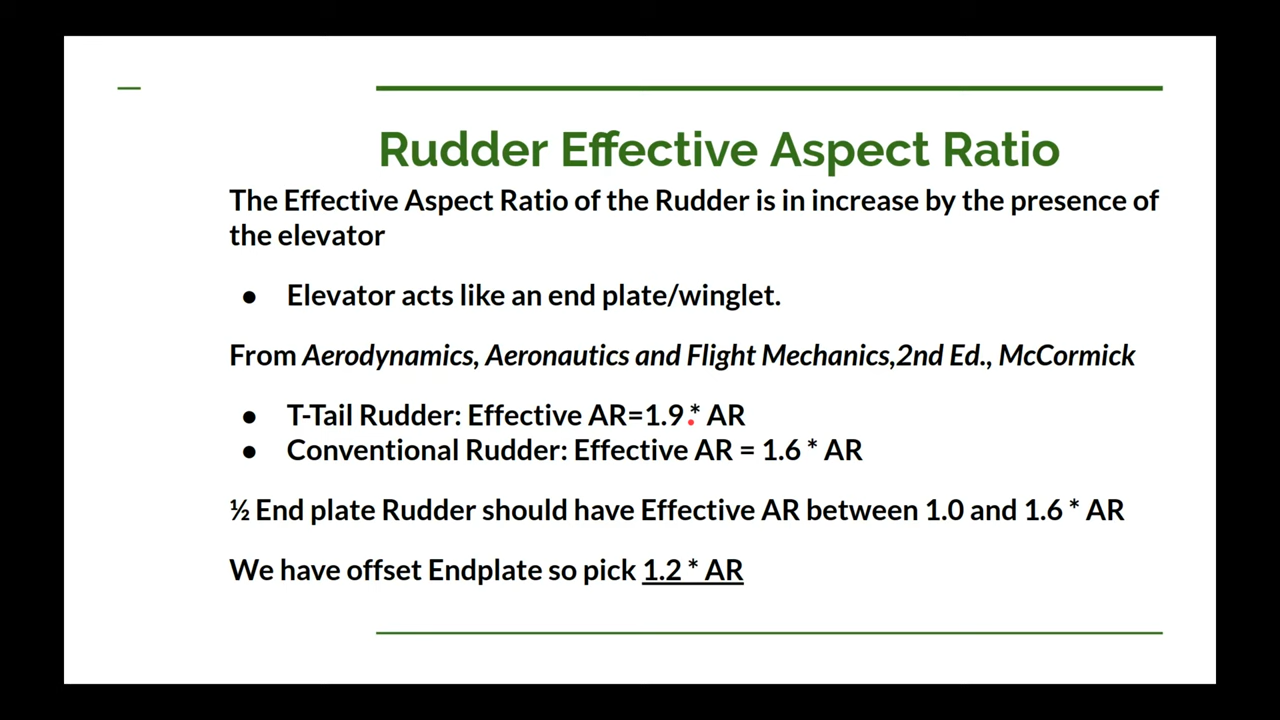 Rudder Effective Aspect Ratio
The Effective Aspect Ratio of the Rudder is in increase by the presence of
the elevator
● Elevator acts like an end plate/winglet.
From Aerodynamics, Aeronautics and Flight Mechanics,2nd Ed., McCormick
● T-Tail Rudder: Effective AR=1.9 * AR
● Conventional Rudder: Effective AR = 1.6 * AR
½ End plate Rudder should have Effective AR between 1.0 and 1.6 * AR
We have offset Endplate so pick 1.2 * AR